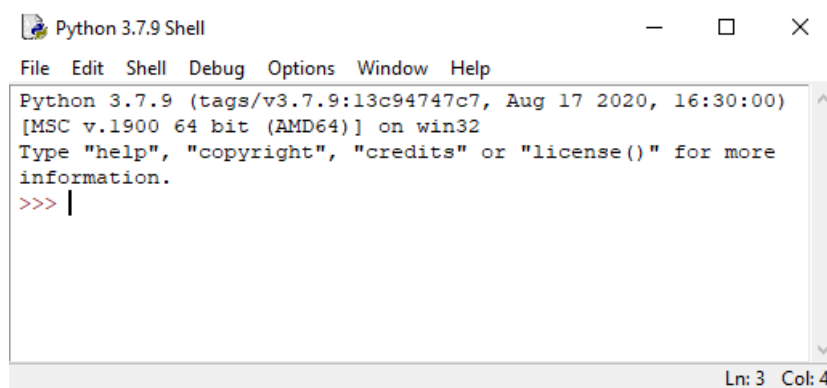 Python 3.7.9 Shell
File Edit Shell Debug Options Window Help
Python 3.7.9 (tags/v3.7.9:13c94747c7, Aug 17 2020, 16:30:00)
[MSC v.1900 64 bit (AMD64)] on win32
Type "help", "copyright", "credits" or "license()" for more
information.
>>>
Ln: 3 Col: 4